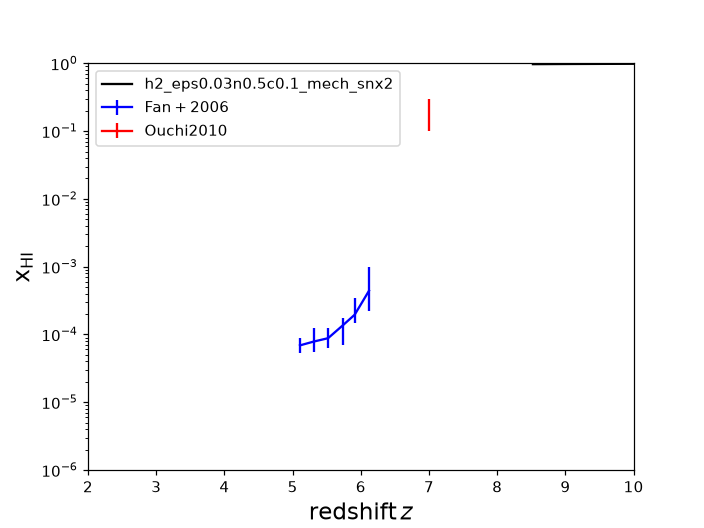 h2_eps0.03n0.5c0.1_mech_snx2
Fan + 2006
Ouchi2010
10⁰
10⁻¹
10⁻²
10⁻³
10⁻⁴
10⁻⁵
10⁻⁶
x_HI
2 3 4 5 6 7 8 9 10
redshift z